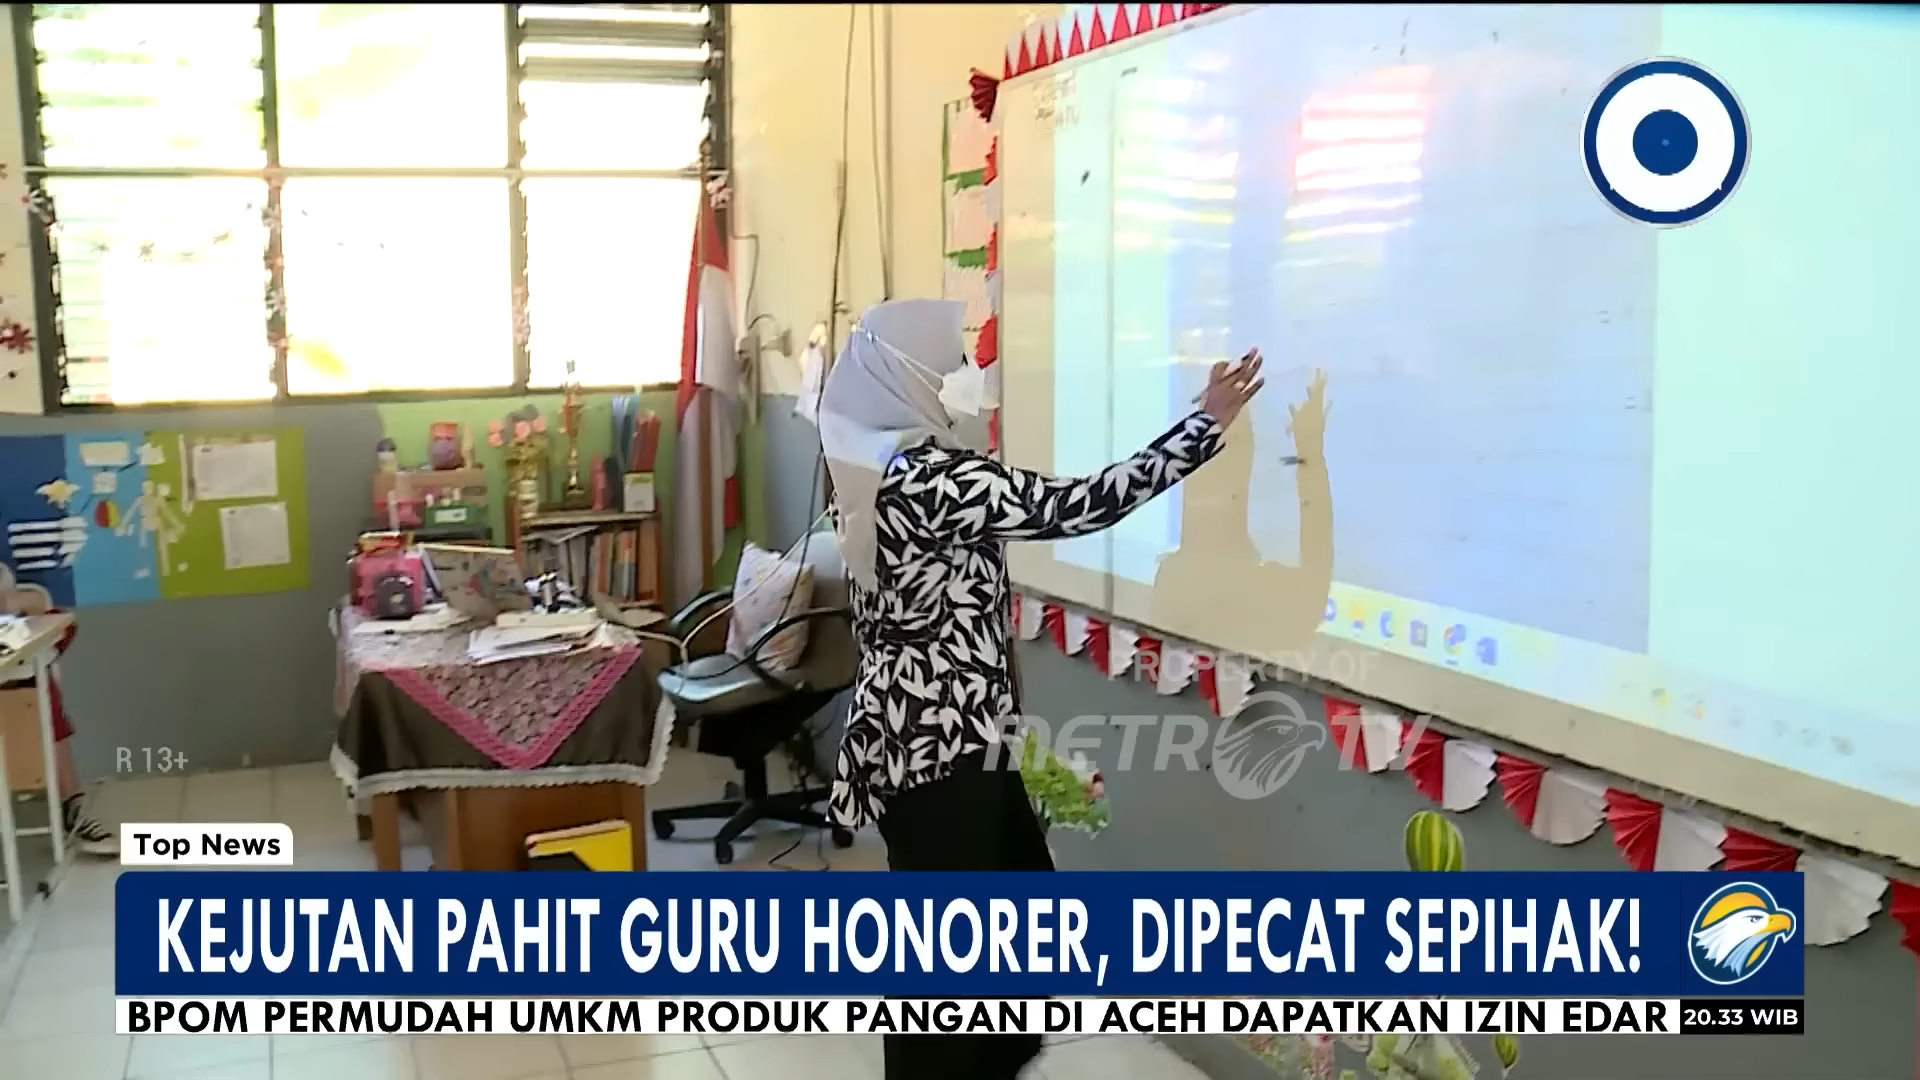 PROPERTY OF
METRO TV
R 13+
Top News
KEJUTAN PAHIT GURU HONORER, DIPECAT SEPIHAK!
BPOM PERMUDAH UMKM PRODUK PANGAN DI ACEH DAPATKAN IZIN EDAR
20.33 WIB